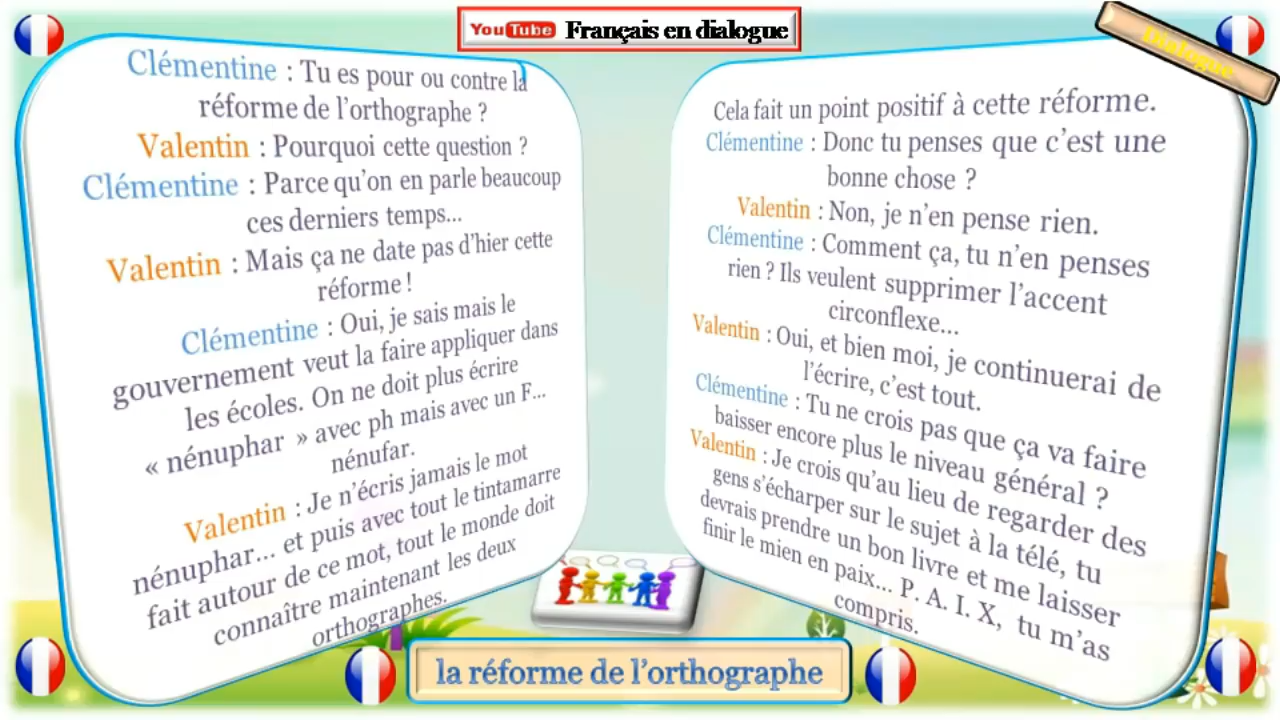 YouTube Français en dialogue
Dialogue
Clémentine : Tu es pour ou contre la
réforme de l'orthographe ?
Valentin : Pourquoi cette question ?
Clémentine : Parce qu'on en parle beaucoup
ces derniers temps...
Valentin : Mais ça ne date pas d'hier cette
réforme !
Clémentine : Oui, je sais mais le
gouvernement veut la faire appliquer dans
les écoles. On ne doit plus écrire
« nénuphar » avec ph mais avec un F...
nénufar.
Valentin : Je n'écris jamais le mot
nénuphar... et puis avec tout le tintamarre
fait autour de ce mot, tout le monde doit
connaître maintenant les deux
orthographes.
Cela fait un point positif à cette réforme.
Clémentine : Donc tu penses que c'est une
bonne chose ?
Valentin : Non, je n'en pense rien.
Clémentine : Comment ça, tu n'en penses
rien ? Ils veulent supprimer l'accent
circonflexe...
Valentin : Oui, et bien moi, je continuerai de
l'écrire, c'est tout.
Clémentine : Tu ne crois pas que ça va faire
baisser encore plus le niveau général ?
Valentin : Je crois qu'au lieu de regarder des
gens s'écharper sur le sujet à la télé, tu
devrais prendre un bon livre et me laisser
finir le mien en paix... P. A. I. X, tu m'as
compris.
la réforme de l'orthographe